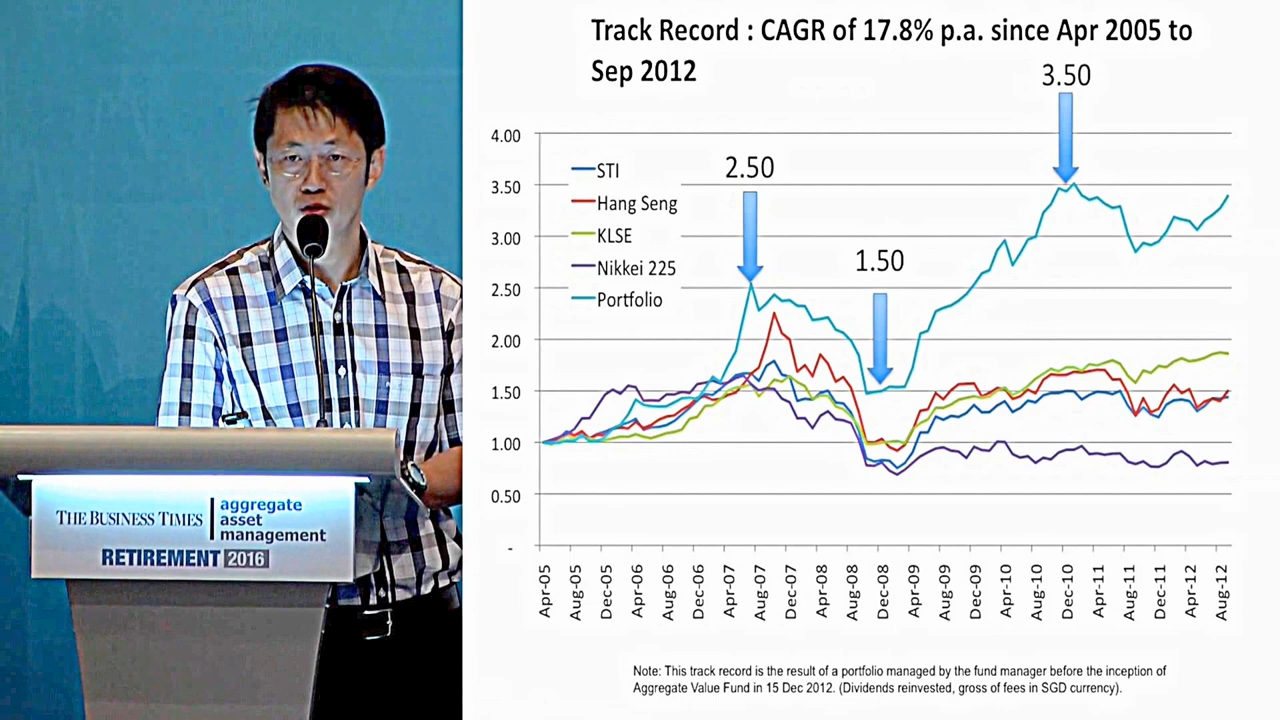 Track Record : CAGR of 17.8% p.a. since Apr 2005 to
Sep 2012
3.50
2.50
1.50
4.00
3.50
3.00
2.50
2.00
1.50
1.00
0.50
-
STI
Hang Seng
KLSE
Nikkei 225
Portfolio
Apr-05
Aug-05
Dec-05
Apr-06
Aug-06
Dec-06
Apr-07
Aug-07
Dec-07
Apr-08
Aug-08
Dec-08
Apr-09
Aug-09
Dec-09
Apr-10
Aug-10
Dec-10
Apr-11
Aug-11
Dec-11
Apr-12
Aug-12
Note: This track record is the result of a portfolio managed by the fund manager before the inception of
Aggregate Value Fund in 15 Dec 2012. (Dividends reinvested, gross of fees in SGD currency).
THE BUSINESS TIMES
aggregate
asset
management
RETIREMENT 2016